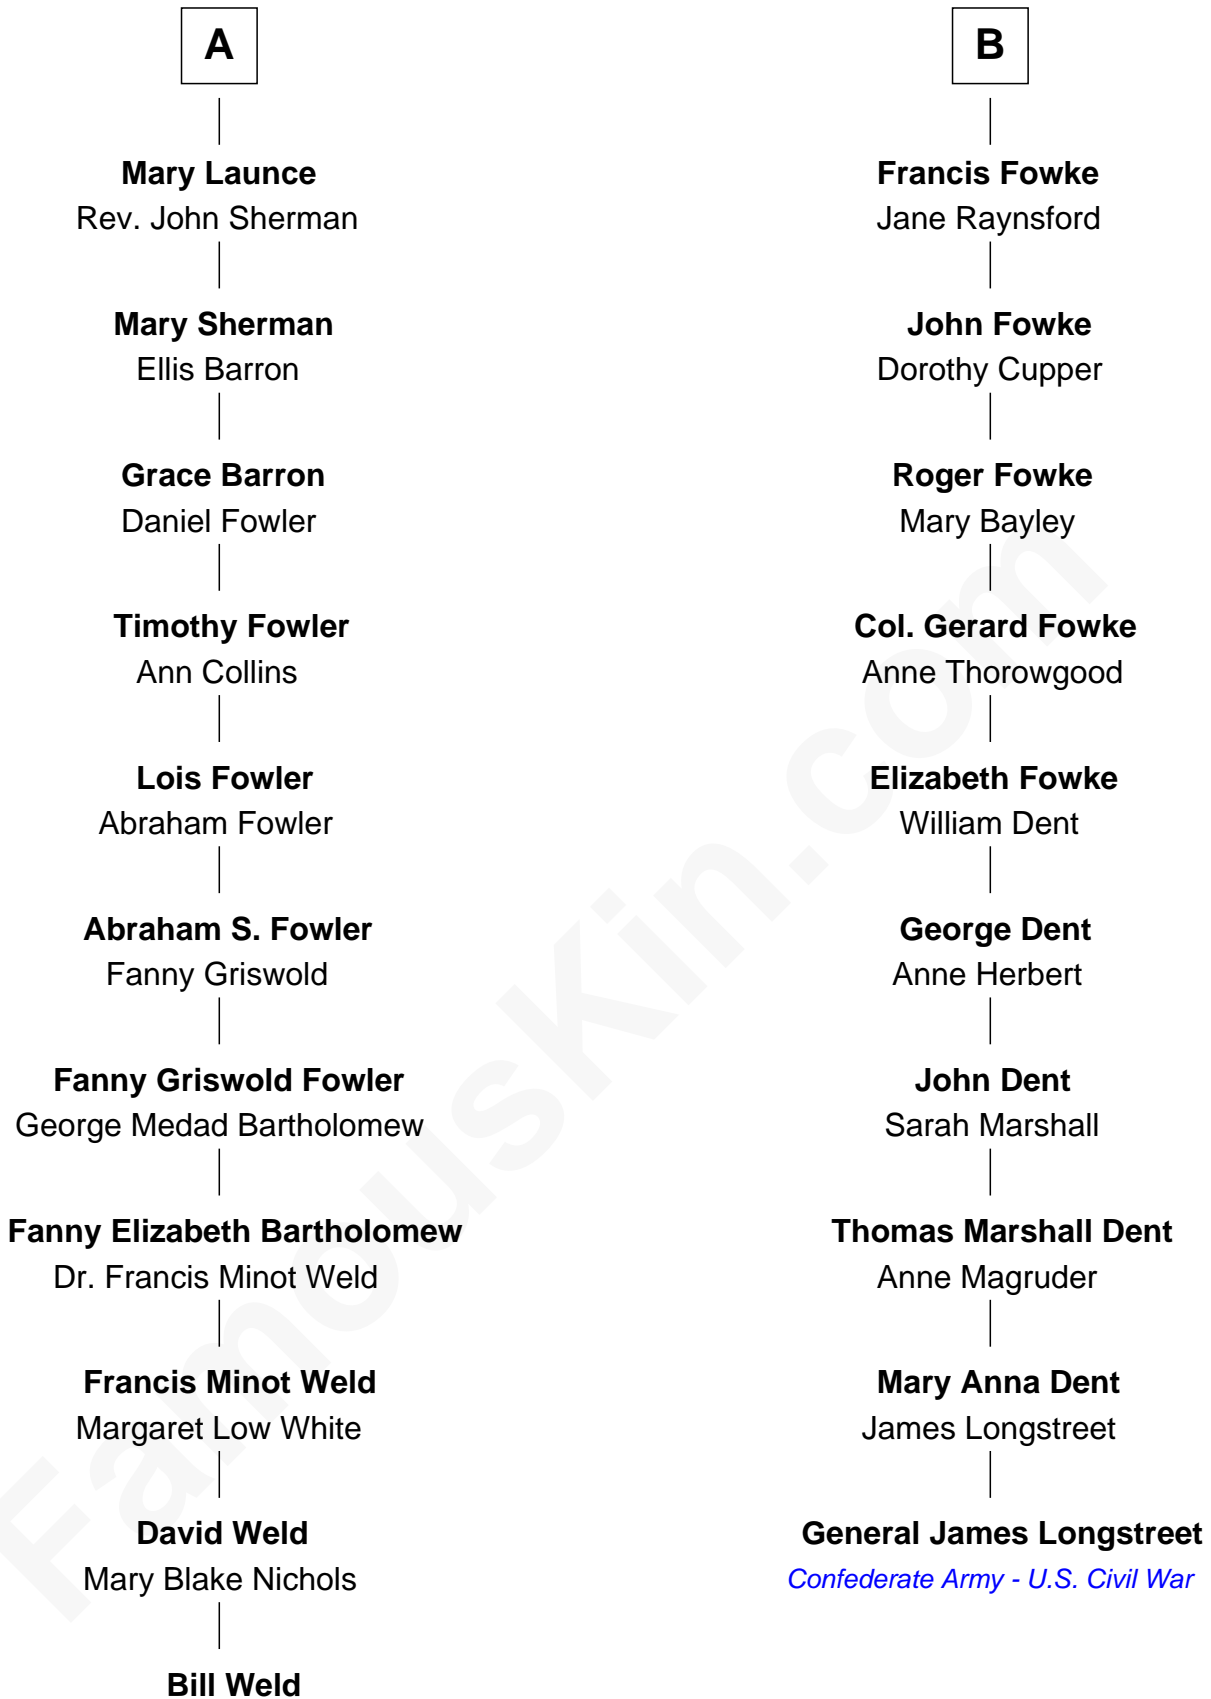 A
Mary Launce
Rev. John Sherman
Mary Sherman
Ellis Barron
Grace Barron
Daniel Fowler
Timothy Fowler
Ann Collins
Lois Fowler
Abraham Fowler
Abraham S. Fowler
Fanny Griswold
Fanny Griswold Fowler
George Medad Bartholomew
Fanny Elizabeth Bartholomew
Dr. Francis Minot Weld
Francis Minot Weld
Margaret Low White
David Weld
Mary Blake Nichols
Bill Weld
B
Francis Fowke
Jane Raynsford
John Fowke
Dorothy Cupper
Roger Fowke
Mary Bayley
Col. Gerard Fowke
Anne Thorowgood
Elizabeth Fowke
William Dent
George Dent
Anne Herbert
John Dent
Sarah Marshall
Thomas Marshall Dent
Anne Magruder
Mary Anna Dent
James Longstreet
General James Longstreet
Confederate Army - U.S. Civil War
FamousKin.com